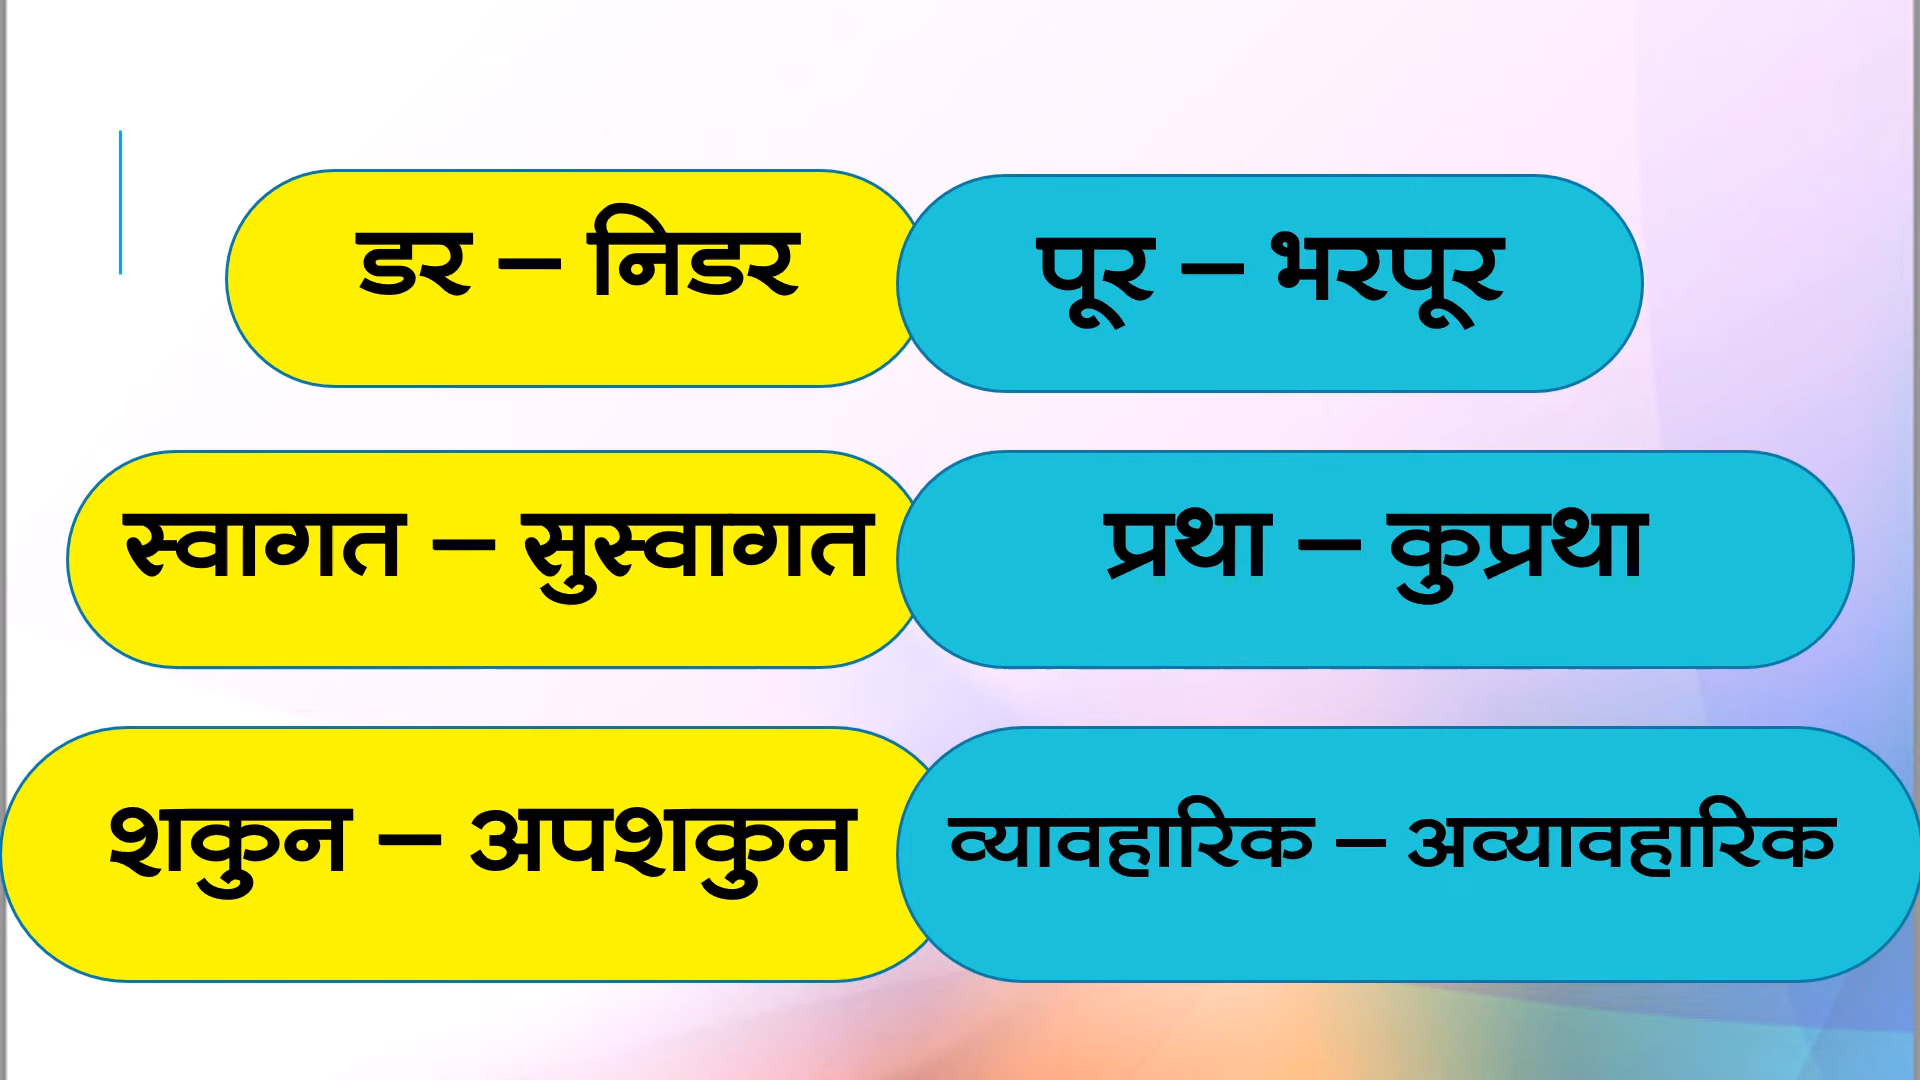 डर – निडर
पूर – भरपूर
स्वागत – सुस्वागत
प्रथा – कुप्रथा
शकुन – अपशकुन
व्यावहारिक – अव्यावहारिक